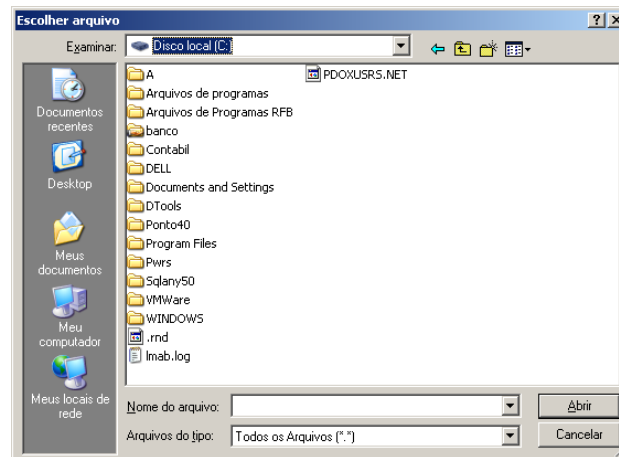 Escolher arquivo
Examinar:
Disco local (C:)
Documentos
recentes
Desktop
Meus
documentos
Meu
computador
Meus locais de
rede
A
Arquivos de programas
Arquivos de Programas RFB
banco
Contabil
DELL
Documents and Settings
DTools
Ponto40
Program Files
Pwrs
Sqlany50
VMWare
WINDOWS
.rnd
lmab.log
PDOXUSRS.NET
Nome do arquivo:
Abrir
Arquivos do tipo:
Todos os Arquivos (*.*)
Cancelar